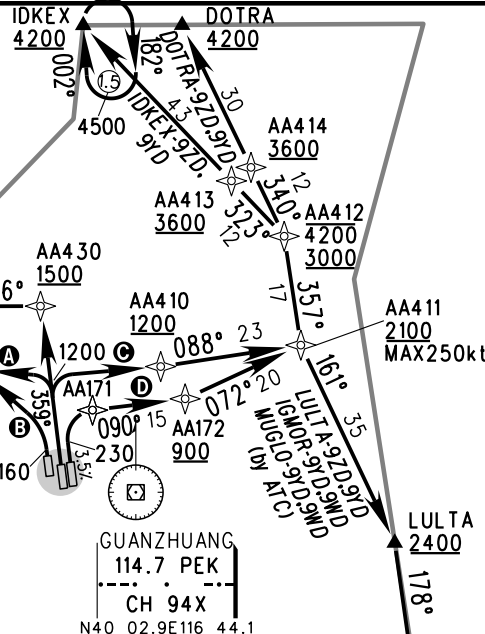 IDKEX
4200
DOTRA
4200
002°
182°
1.5
4500
DOTRA-9ZD.9YD
30
IDKEX-9ZD.
9YD
43
AA414
3600
AA413
3600
12
340°
323°
12
AA412
4200
3000
AA430
1500
6°
17
357°
AA410
1200
AA411
2100
MAX250kt
A
1200
C
088°
23
161°
359°
AA171
D
072°
20
35
B
090°
15
AA172
900
LULTA-9ZD.9YD
IGMOR-9YD.9WD
MUGLO-9YD.9WD
(by ATC)
160
3.5%
230
LULTA
2400
178°
GUANZHUANG
114.7 PEK
CH 94X
N40 02.9E116 44.1